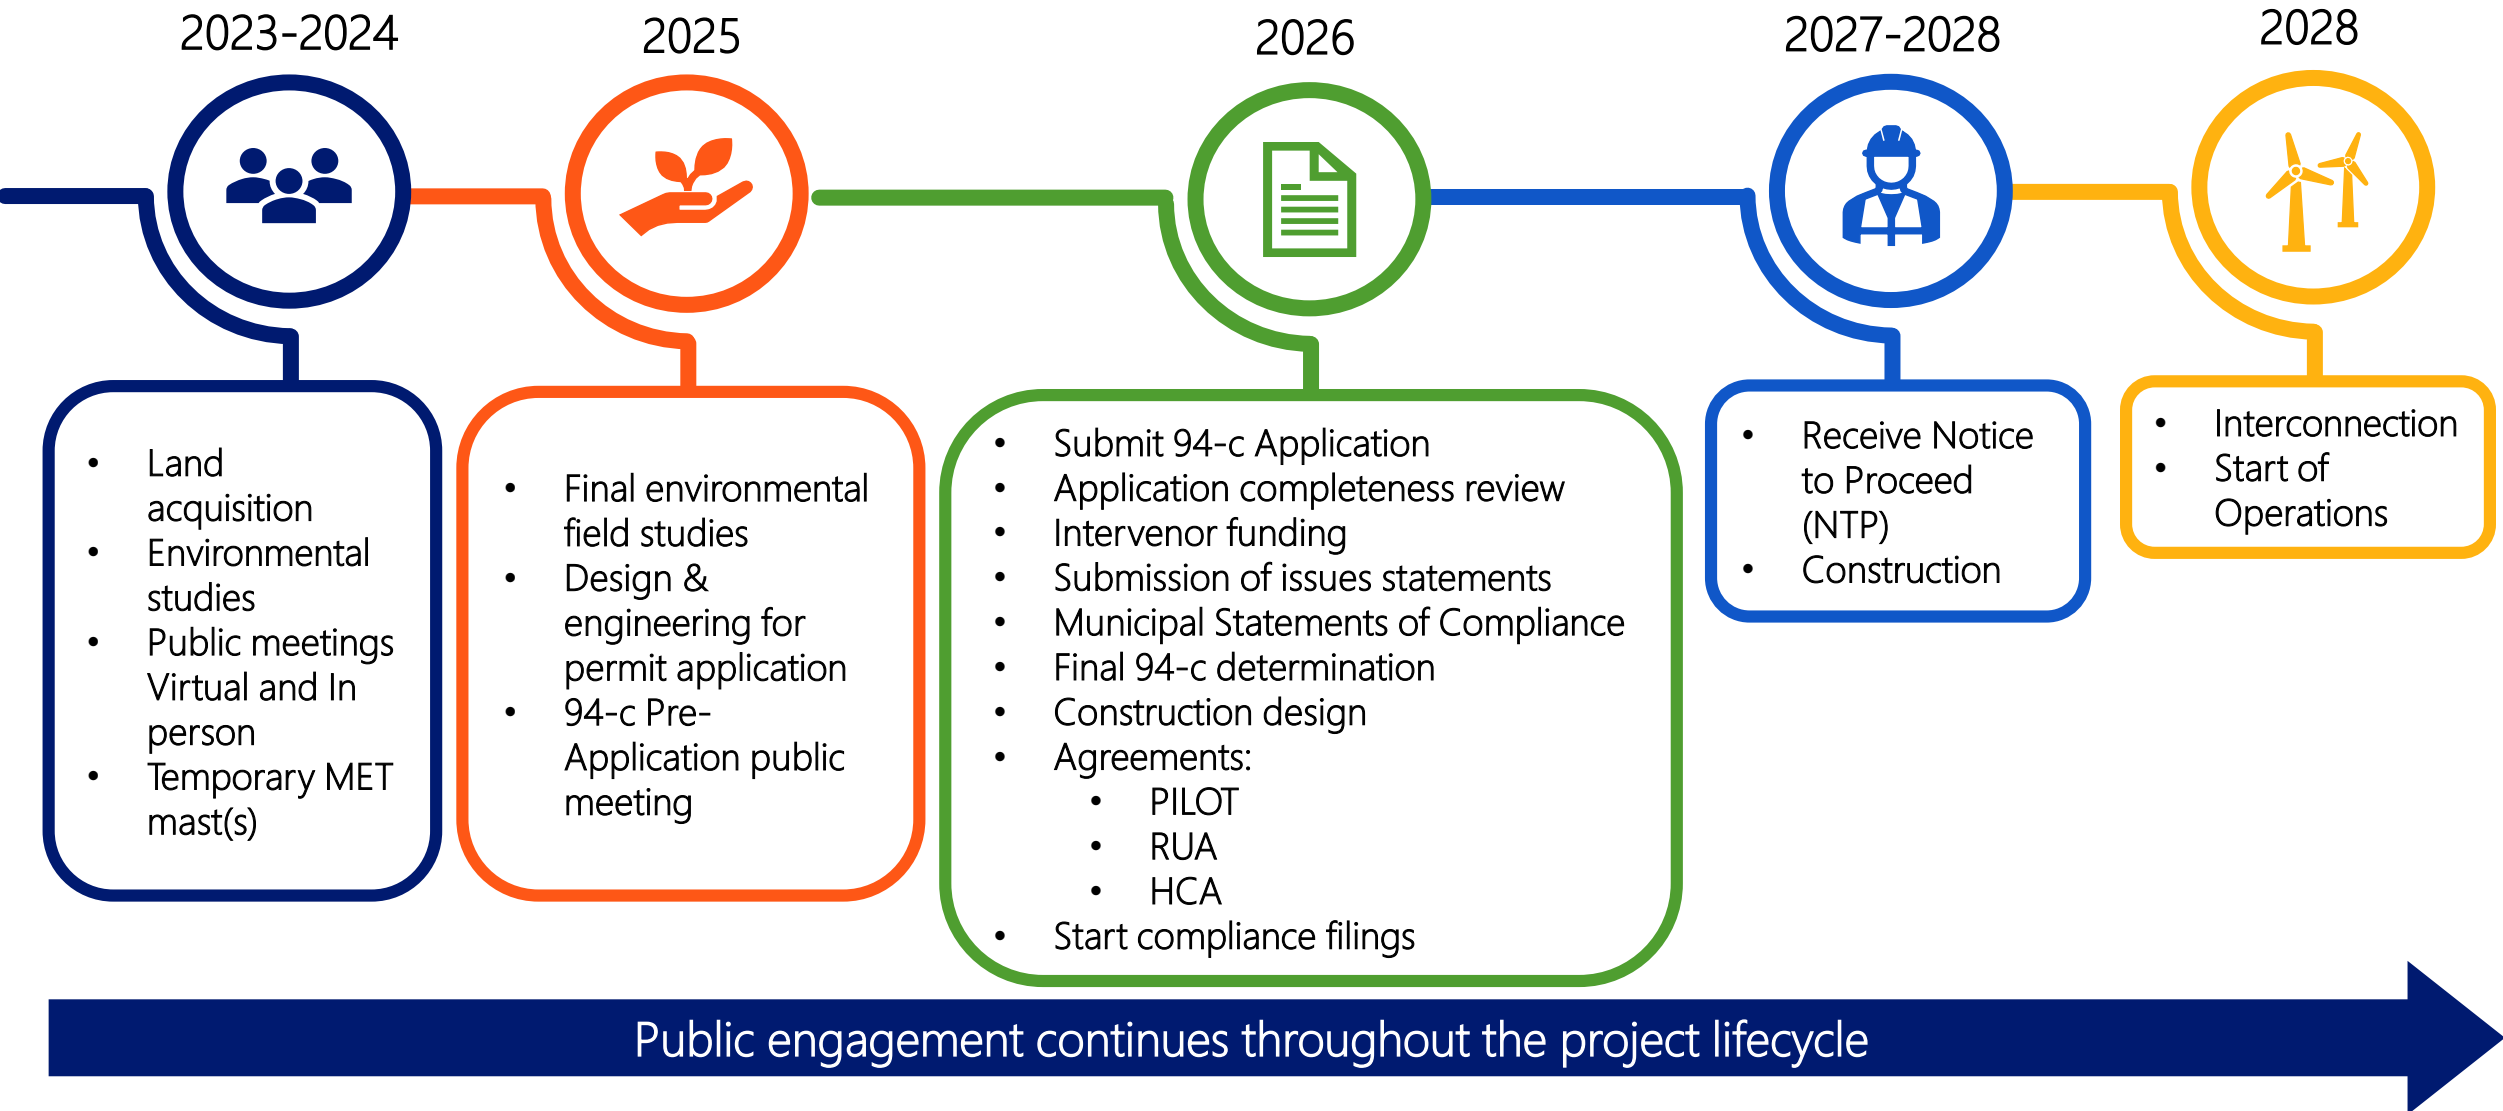 2023-2024
• Land
acquisition
• Environmental
studies
• Public meetings
Virtual and In
person
• Temporary MET
mast(s)
2025
• Final environmental
field studies
• Design &
engineering for
permit application
• 94-c Pre-
Application public
meeting
2026
• Submit 94-c Application
• Application completeness review
• Intervenor funding
• Submission of issues statements
• Municipal Statements of Compliance
• Final 94-c determination
• Construction design
• Agreements:
• PILOT
• RUA
• HCA
• Start compliance filings
2027-2028
• Receive Notice
to Proceed
(NTP)
• Construction
2028
• Interconnection
• Start of
Operations
Public engagement continues throughout the project lifecycle